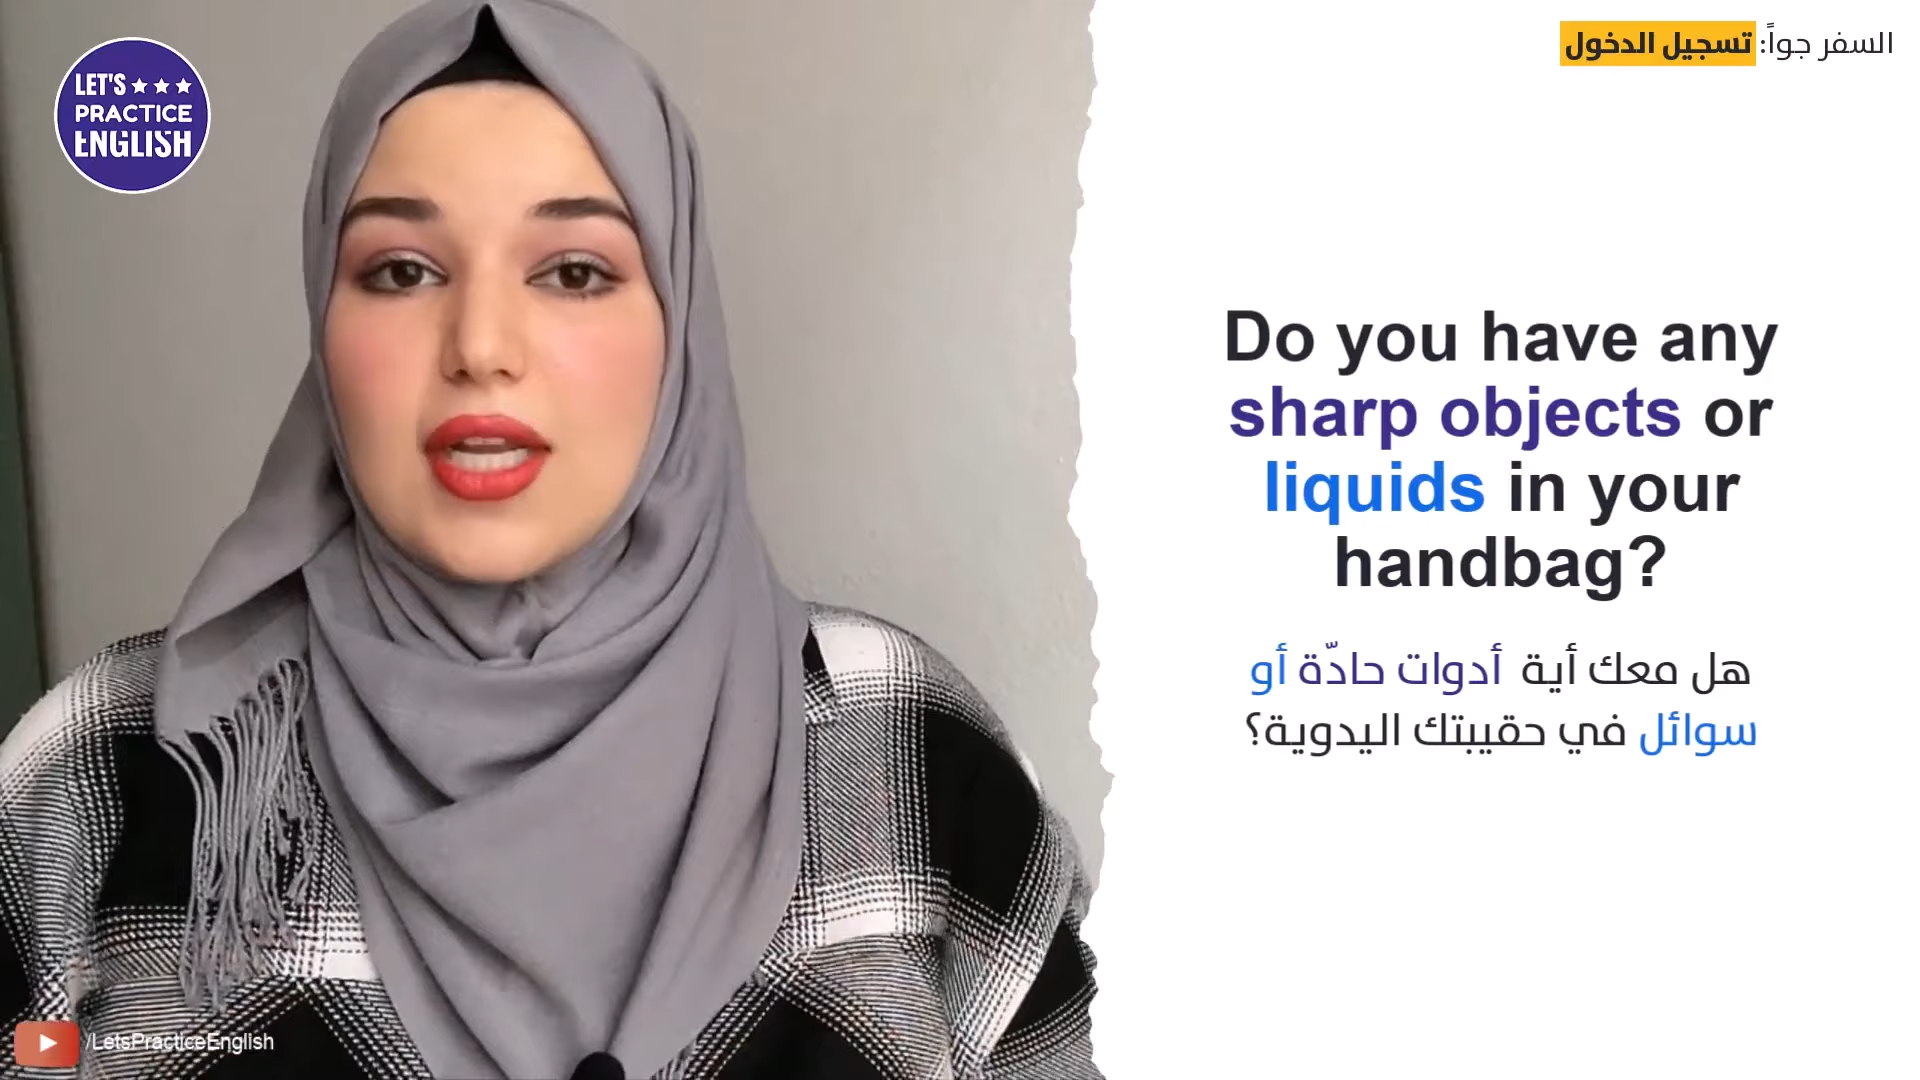 LET'S
PRACTICE
ENGLISH
السفر جواً: تسجيل الدخول
Do you have any
sharp objects or
liquids in your
handbag?
هل معك أية أدوات حادّة أو
سوائل في حقيبتك اليدوية؟
/LetsPracticeEnglish